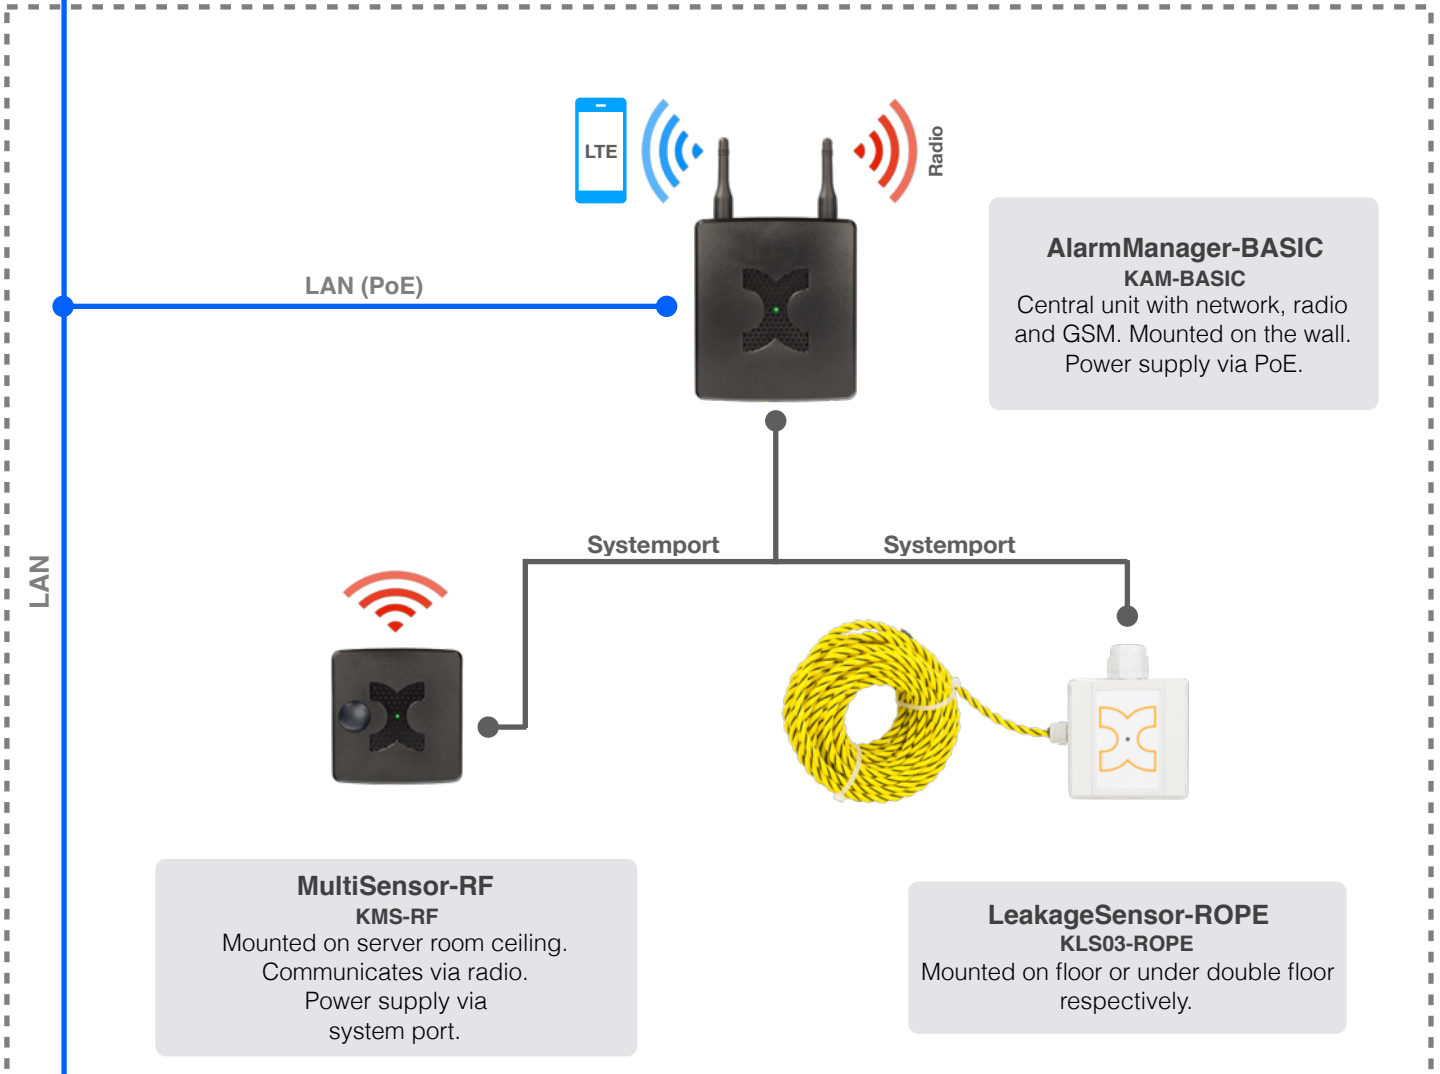 LTE
Radio
AlarmManager-BASIC
KAM-BASIC
Central unit with network, radio
and GSM. Mounted on the wall.
Power supply via PoE.
LAN (PoE)
LAN
Systemport
Systemport
MultiSensor-RF
KMS-RF
Mounted on server room ceiling.
Communicates via radio.
Power supply via
system port.
LeakageSensor-ROPE
KLS03-ROPE
Mounted on floor or under double floor
respectively.